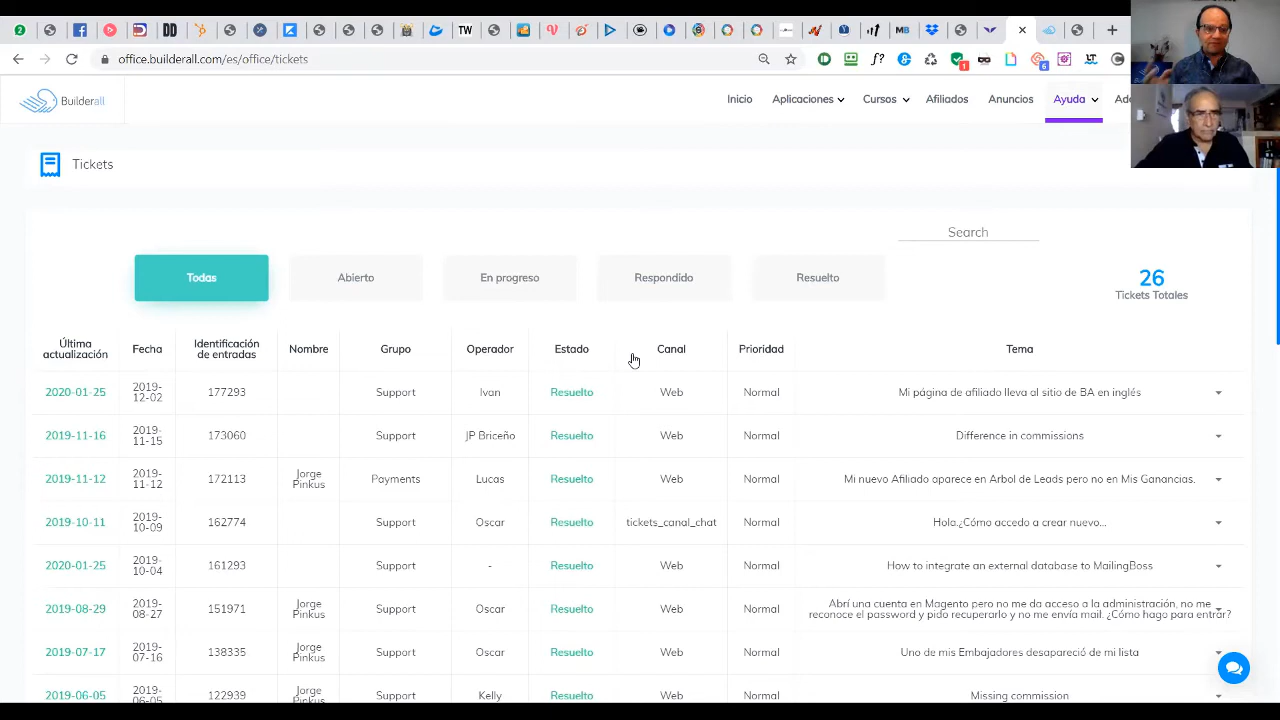 DD
TW
MB
office.builderall.com/es/office/tickets
f?
1
6
Builderall
Inicio
Aplicaciones
Cursos
Afiliados
Anuncios
Ayuda
Tickets
Search
Todas
Abierto
En progreso
Respondido
Resuelto
26
Tickets Totales
Última
actualización
Fecha
Identificación
de entradas
Nombre
Grupo
Operador
Estado
Canal
Prioridad
Tema
2020-01-25
2019-
12-02
177293
Support
Ivan
Resuelto
Web
Normal
Mi página de afiliado lleva al sitio de BA en inglés
2019-11-16
2019-
11-15
173060
Support
JP Briceño
Resuelto
Web
Normal
Difference in commissions
2019-11-12
2019-
11-12
172113
Jorge
Pinkus
Payments
Lucas
Resuelto
Web
Normal
Mi nuevo Afiliado aparece en Arbol de Leads pero no en Mis Ganancias.
2019-10-11
2019-
10-09
162774
Support
Oscar
Resuelto
tickets_canal_chat
Normal
Hola.¿Cómo accedo a crear nuevo...
2020-01-25
2019-
10-04
161293
Support
-
Resuelto
Web
Normal
How to integrate an external database to MailingBoss
2019-08-29
2019-
08-27
151971
Jorge
Pinkus
Support
Oscar
Resuelto
Web
Normal
Abrí una cuenta en Magento pero no me da acceso a la administración, no me
reconoce el password y pido recuperarlo y no me envía mail. ¿Cómo hago para entrar?
2019-07-17
2019-
07-16
138335
Jorge
Pinkus
Support
Oscar
Resuelto
Web
Normal
Uno de mis Embajadores desapareció de mi lista
2019-06-05
2019-
06-05
122939
Jorge
Pinkus
Support
Kelly
Resuelto
Web
Normal
Missing commission